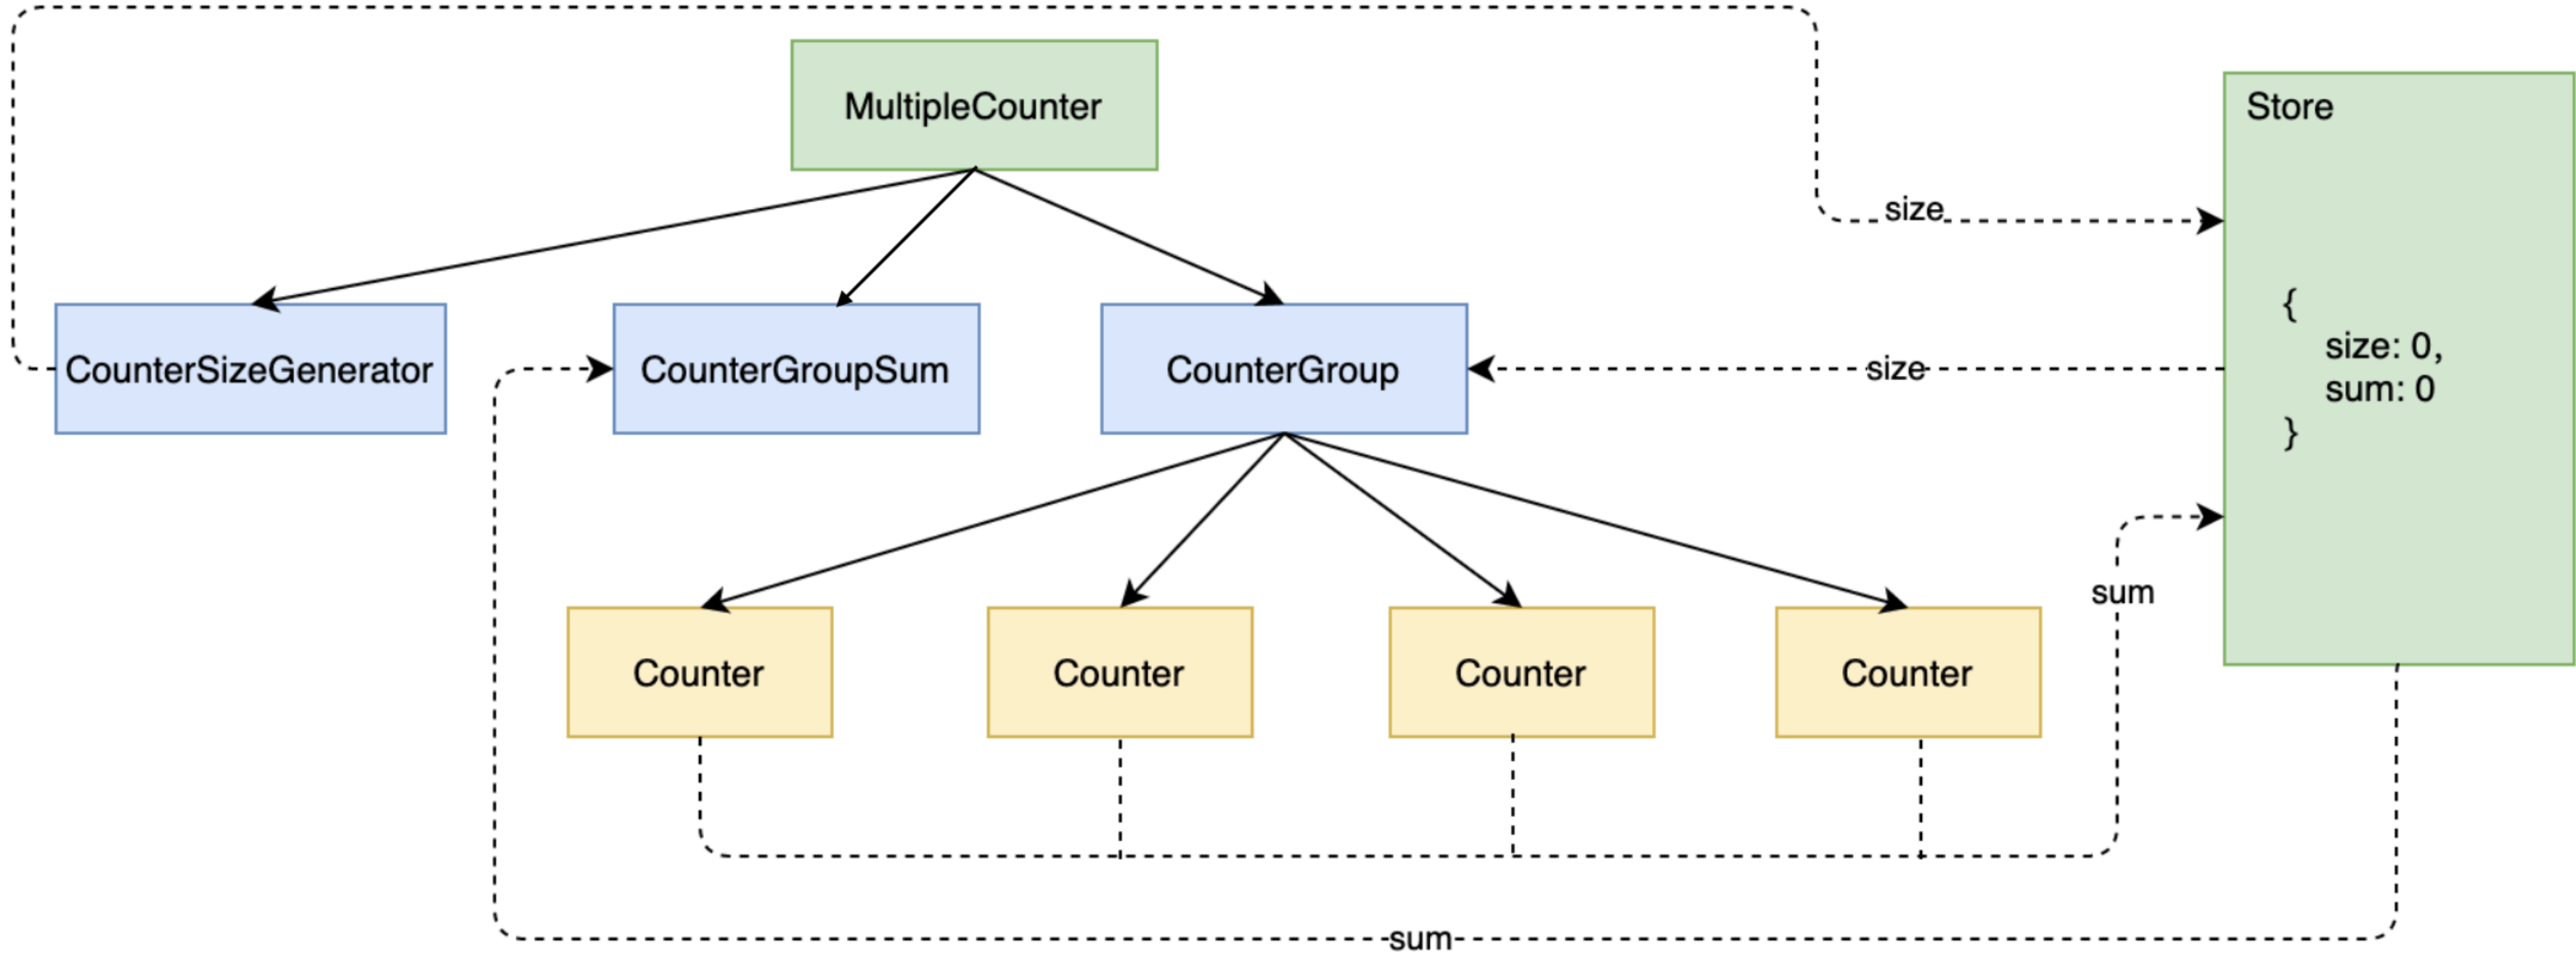 MultipleCounter
Store
size
{
size: 0,
sum: 0
}
CounterSizeGenerator
CounterGroupSum
CounterGroup
size
sum
Counter
Counter
Counter
Counter
sum